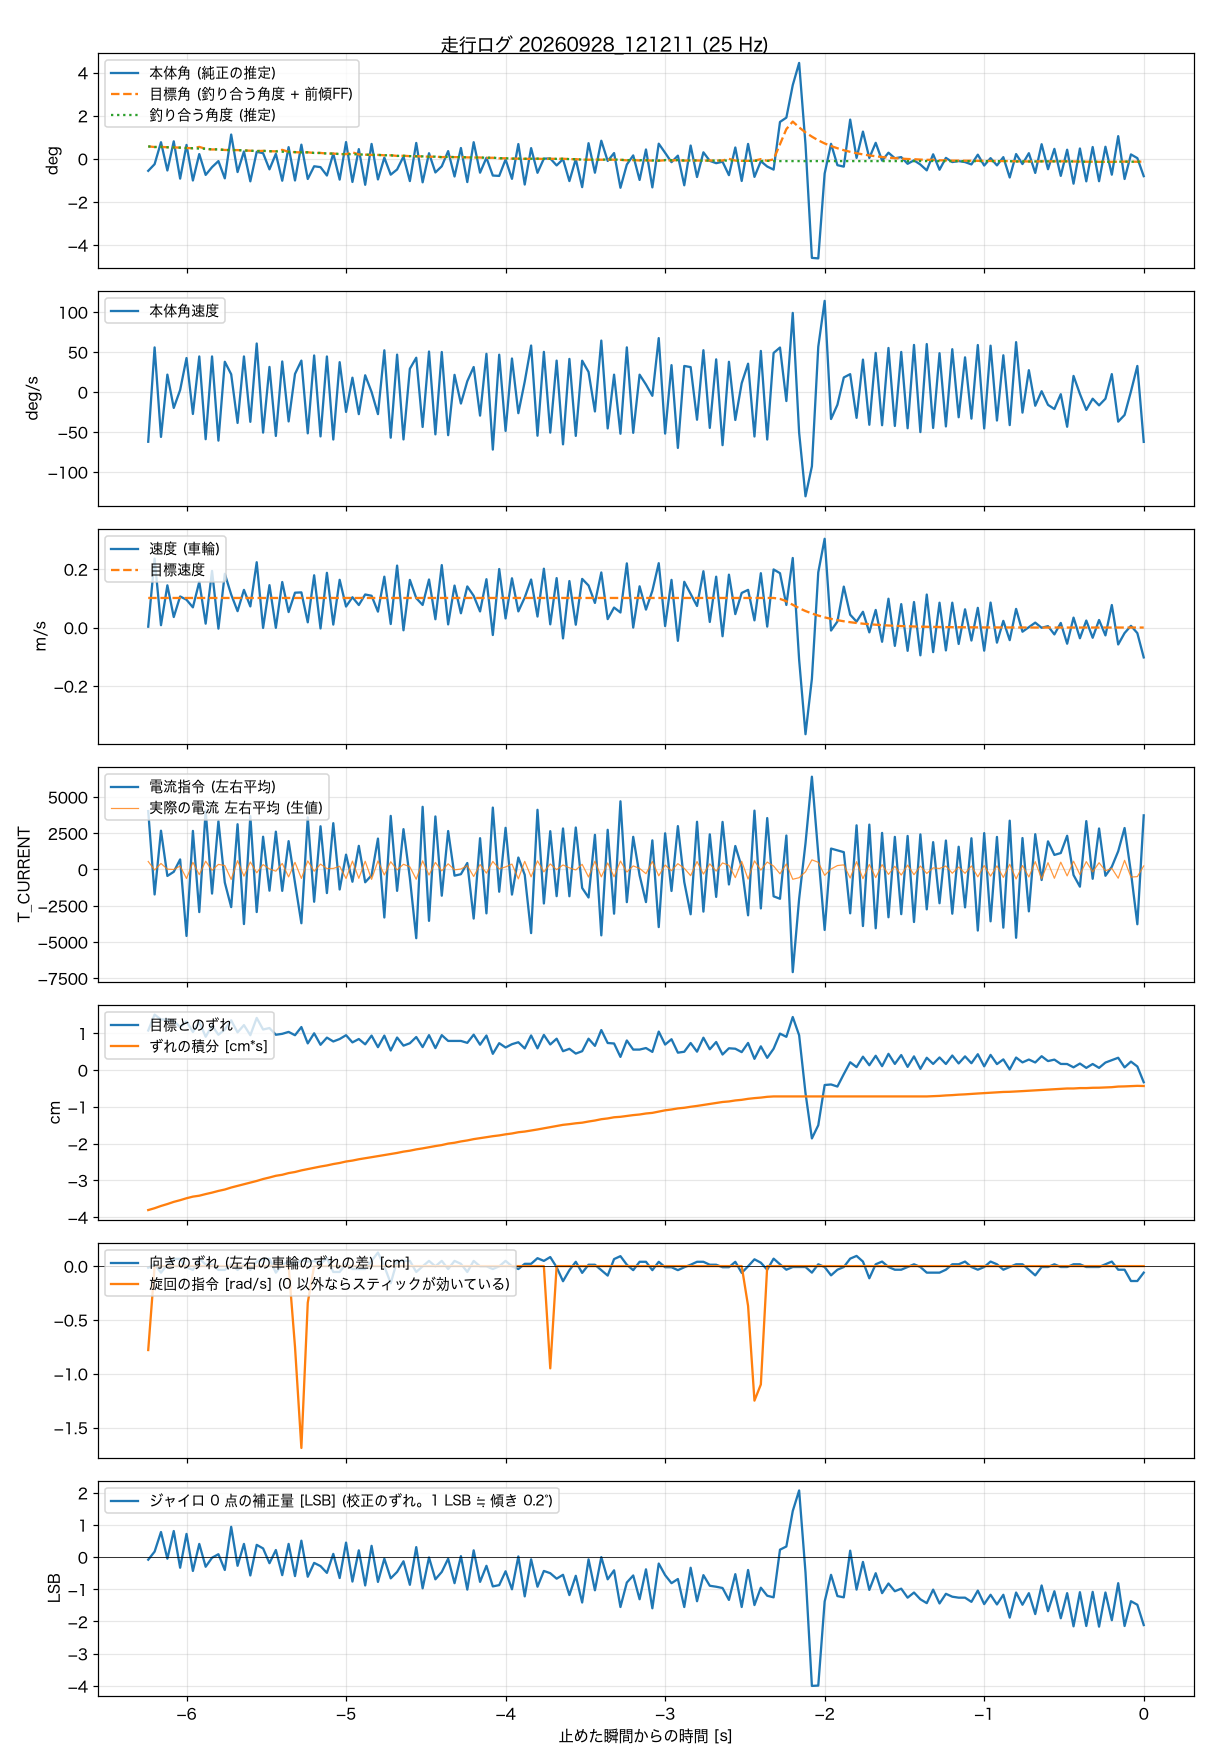 走行ログ 20260928_121211 (25 Hz)
本体角 (純正の推定)
目標角 (釣り合う角度 + 前傾FF)
釣り合う角度 (推定)
4
2
0
−2
−4
deg
本体角速度
100
50
0
−50
−100
deg/s
速度 (車輪)
目標速度
0.2
0.0
−0.2
m/s
電流指令 (左右平均)
実際の電流 左右平均 (生値)
5000
2500
0
−2500
−5000
−7500
T_CURRENT
目標とのずれ
ずれの積分 [cm*s]
1
0
−1
−2
−3
−4
cm
向きのずれ (左右の車輪のずれの差) [cm]
旋回の指令 [rad/s] (0 以外ならスティックが効いている)
0.0
−0.5
−1.0
−1.5
ジャイロ 0 点の補正量 [LSB] (校正のずれ。1 LSB ≒ 傾き 0.2°)
2
1
0
−1
−2
−3
−4
LSB
−6 −5 −4 −3 −2 −1 0
止めた瞬間からの時間 [s]